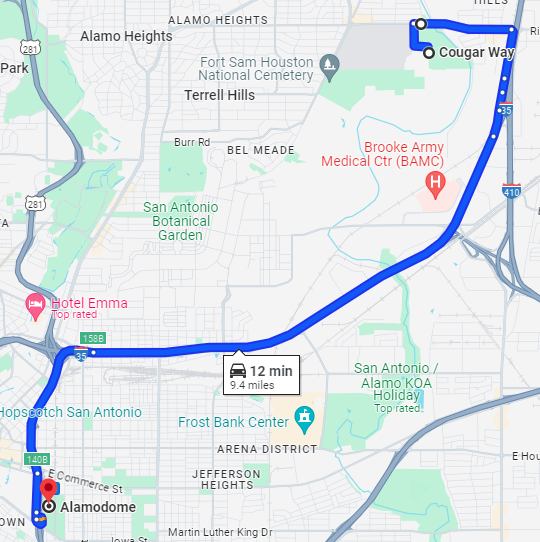 HILLS
ALAMO HEIGHTS
Alamo Heights
281
Park
Fort Sam Houston
National Cemetery
Cougar Way
Terrell Hills
35
Burr Rd
BEL MEADE
Brooke Army
Medical Ctr (BAMC)
H
410
281
San Antonio
Botanical
Garden
Hotel Emma
Top rated
158B
35
12 min
9.4 miles
San Antonio /
Alamo KOA
Holiday
Top rated
Hopscotch San Antonio
Frost Bank Center
ARENA DISTRICT
140B
E Commerce St
JEFFERSON
HEIGHTS
E Hou
Alamodome
OWN
Martin Luther King Dr
Iowa St